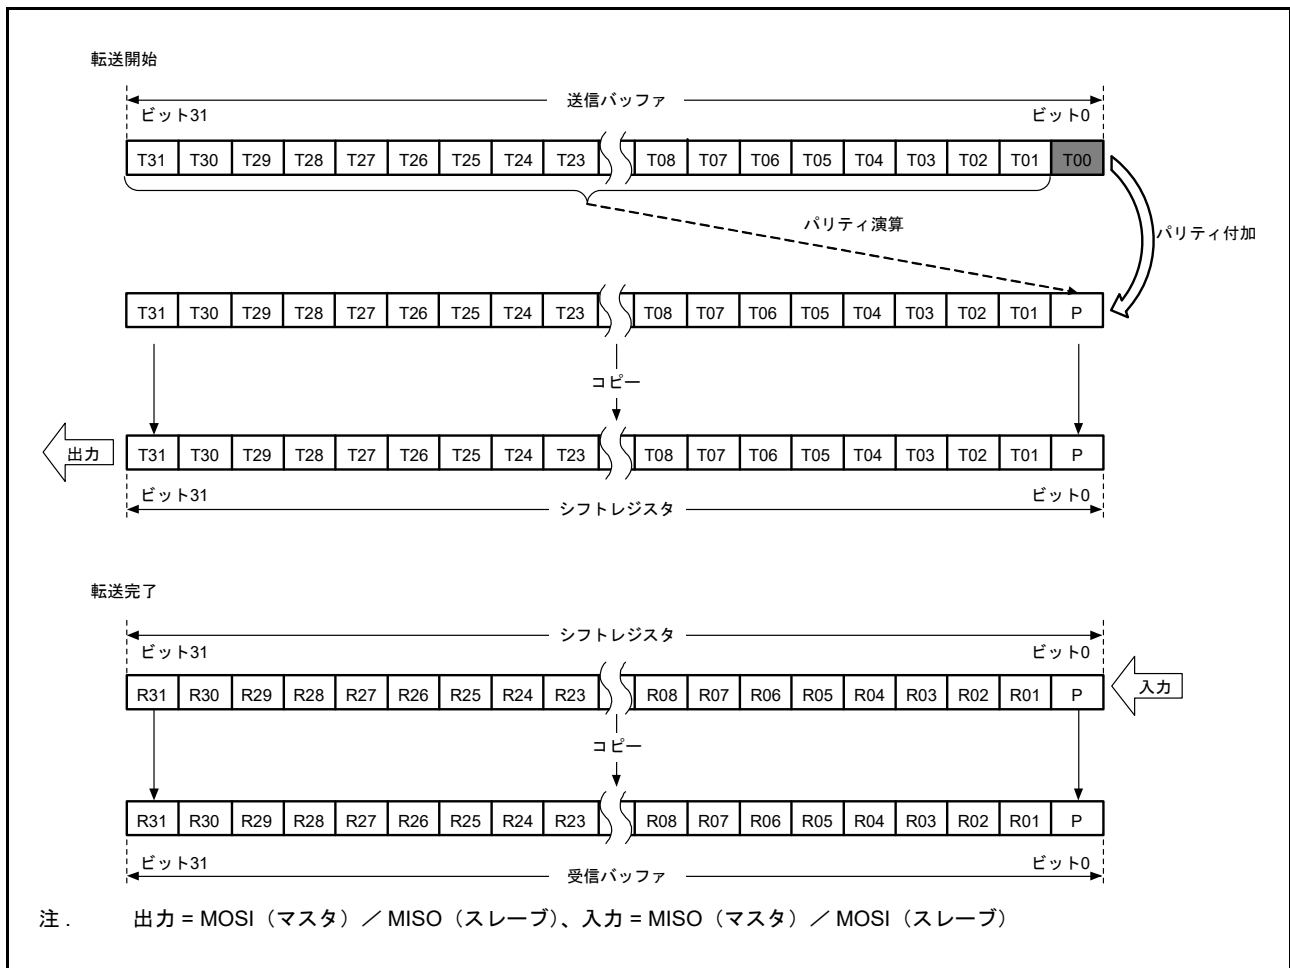 転送開始
送信バッファ
ビット31 ビット0
T31 T30 T29 T28 T27 T26 T25 T24 T23 T08 T07 T06 T05 T04 T03 T02 T01 T00
パリティ演算
パリティ付加
T31 T30 T29 T28 T27 T26 T25 T24 T23 T08 T07 T06 T05 T04 T03 T02 T01 P
コピー
出力
T31 T30 T29 T28 T27 T26 T25 T24 T23 T08 T07 T06 T05 T04 T03 T02 T01 P
ビット31 ビット0
シフトレジスタ
転送完了
シフトレジスタ
ビット31 ビット0
R31 R30 R29 R28 R27 R26 R25 R24 R23 R08 R07 R06 R05 R04 R03 R02 R01 P
入力
コピー
R31 R30 R29 R28 R27 R26 R25 R24 R23 R08 R07 R06 R05 R04 R03 R02 R01 P
ビット31 ビット0
受信バッファ
注． 出力 = MOSI（マスタ）／ MISO（スレーブ）、入力 = MISO（マスタ）／ MOSI（スレーブ）